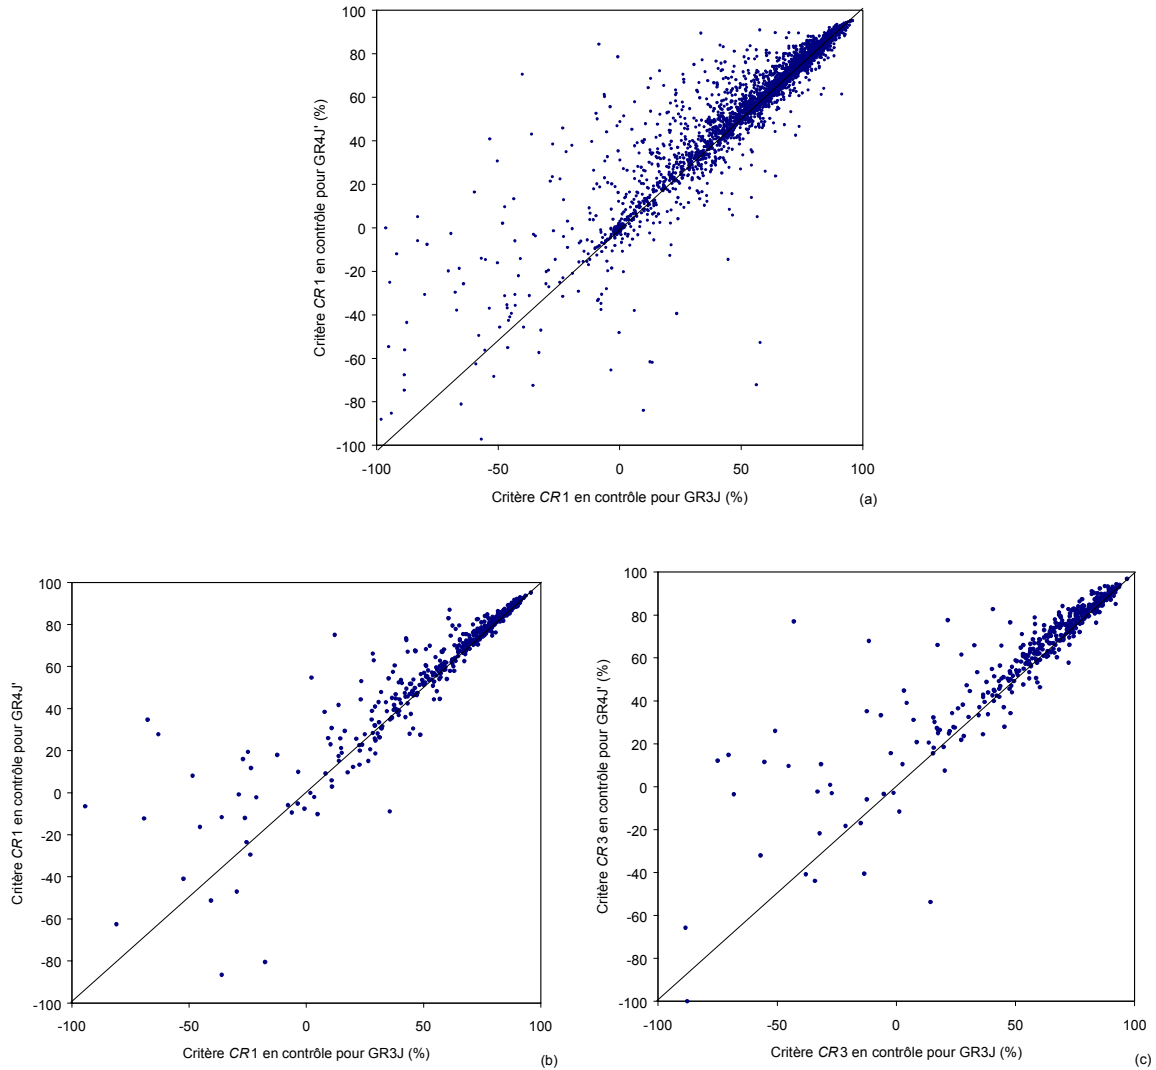 100
80
60
40
20
0
-20
-40
-60
-80
-100
-100 -50 0 50 100
Critère CR1 en contrôle pour GR4J' (%)
Critère CR1 en contrôle pour GR3J (%)
(a)
100
80
60
40
20
0
-20
-40
-60
-80
-100
-100 -50 0 50 100
Critère CR1 en contrôle pour GR4J'
Critère CR1 en contrôle pour GR3J (%)
(b)
100
80
60
40
20
0
-20
-40
-60
-80
-100
-100 -50 0 50 100
Critère CR3 en contrôle pour GR4J' (%)
Critère CR3 en contrôle pour GR3J (%)
(c)